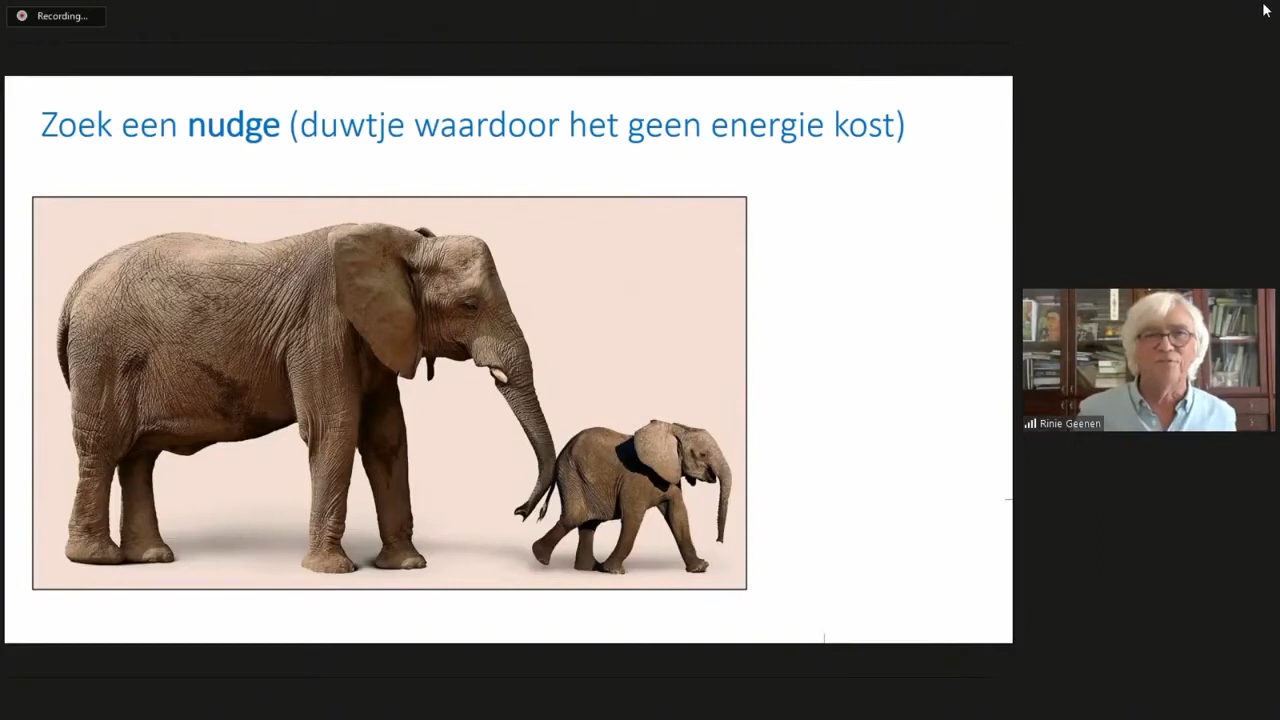 Recording...
Zoek een nudge (duwtje waardoor het geen energie kost)
Rinie Geenen